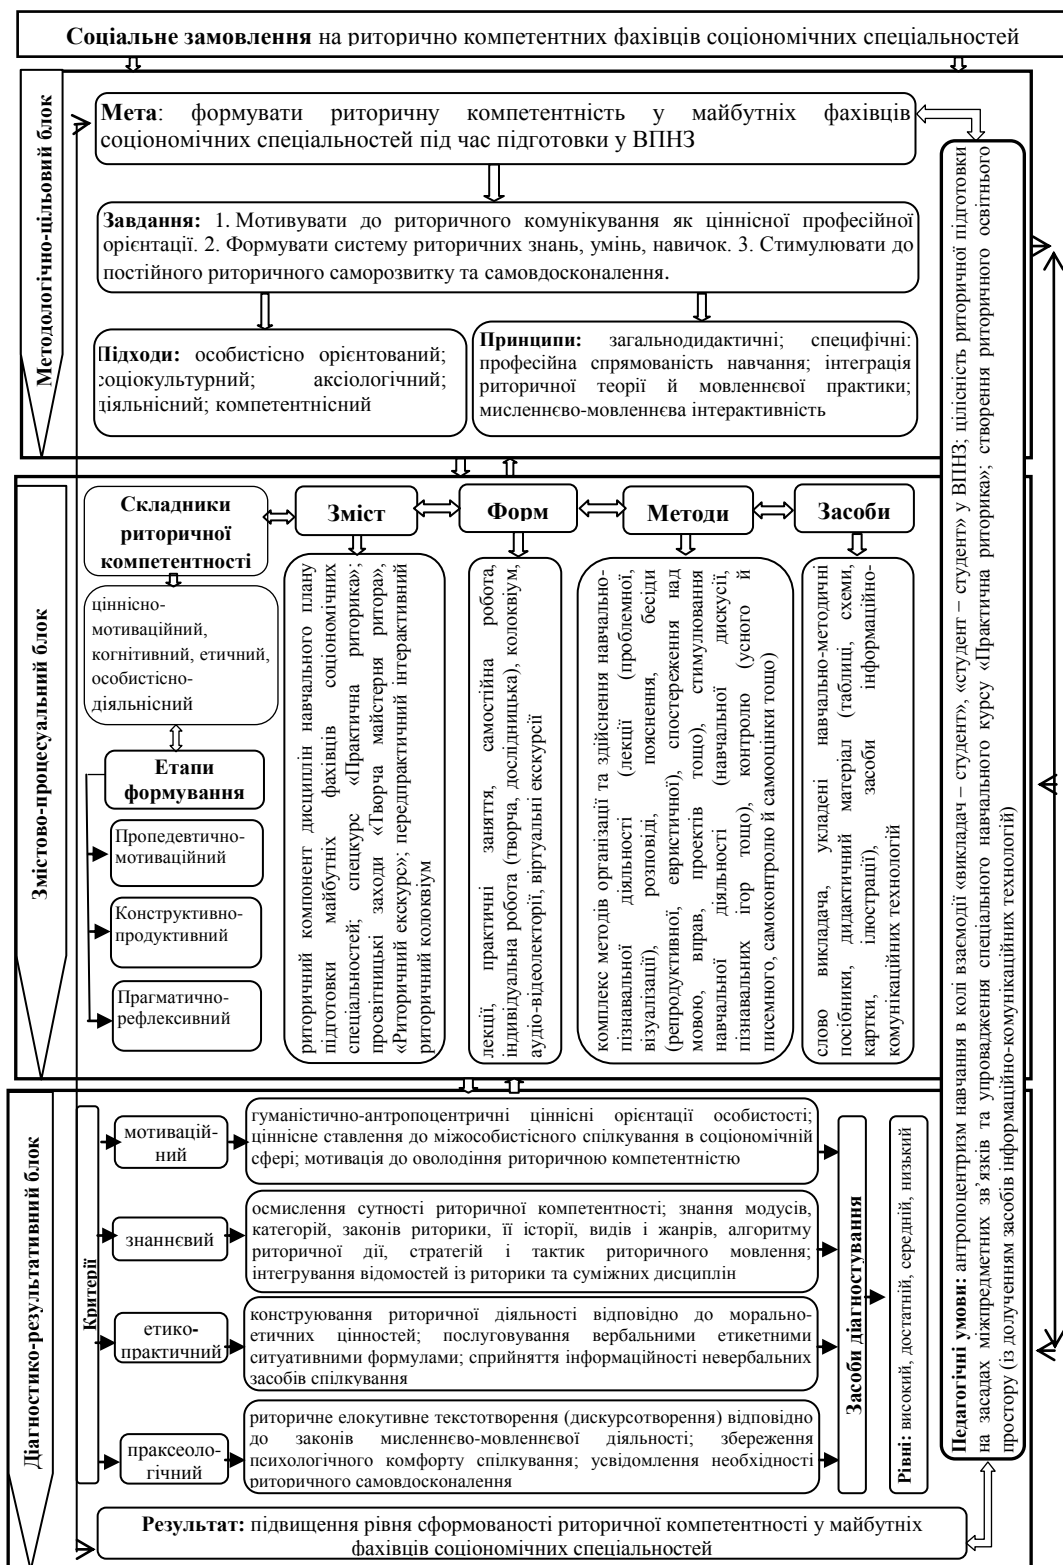 Соціальне замовлення на риторично компетентних фахівців соціономічних спеціальностей
Методологічно-цільовий блок
Мета: формувати риторичну компетентність у майбутніх фахівців
соціономічних спеціальностей під час підготовки у ВПНЗ
Завдання: 1. Мотивувати до риторичного комунікування як ціннісної професійної
орієнтації. 2. Формувати систему риторичних знань, умінь, навичок. 3. Стимулювати до
постійного риторичного саморозвитку та самовдосконалення.
Підходи: особистісно орієнтований;
соціокультурний; аксіологічний;
діяльнісний; компетентнісний
Принципи: загальнодидактичні; специфічні:
професійна спрямованість навчання; інтеграція
риторичної теорії й мовленнєвої практики;
мисленнєво-мовленнєва інтерактивність
Педагогічні умови: антропоцентризм навчання в колі взаємодії «викладач – студент», «студент – студент» у ВПНЗ; цілісність риторичної підготовки
на засадах міжпредметних зв’язків та упровадження спеціального навчального курсу «Практична риторика»; створення риторичного освітнього
простору (із долученням засобів інформаційно-комунікаційних технологій)
Змістово-процесуальний блок
Складники
риторичної
компетентності
ціннісно-
мотиваційний,
когнітивний, етичний,
особистісно-
діяльнісний
Етапи
формування
Пропедевтично-
мотиваційний
Конструктивно-
продуктивний
Прагматично-
рефлексивний
Зміст
риторичний компонент дисциплін навчального плану
підготовки майбутніх фахівців соціономічних
спеціальностей; спецкурс «Практична риторика»;
просвітницькі заходи «Творча майстерня ритора»,
«Риторичний екскурс»; передпрактичний інтерактивний
риторичний колоквіум
Форм
лекції, практичні заняття, самостійна робота,
індивідуальна робота (творча, дослідницька), колоквіум,
аудіо-відеолекторії, віртуальні екскурсії
Методи
комплекс методів організації та здійснення навчально-
пізнавальної діяльності (лекції (проблемної,
візуалізації), розповіді, пояснення, бесіди
(репродуктивної, евристичної), спостереження над
мовою, вправ, проектів тощо), стимулювання
навчальної діяльності (навчальної дискусії,
пізнавальних ігор тощо), контролю (усного й
писемного, самоконтролю й самооцінки тощо)
Засоби
слово викладача, укладені навчально-методичні
посібники, дидактичний матеріал (таблиці, схеми,
картки, ілюстрації), засоби інформаційно-
комунікаційних технологій
Діагностико-результативний блок
Критерії
мотивацій-
ний
гуманістично-антропоцентричні ціннісні орієнтації особистості;
ціннісне ставлення до міжособистісного спілкування в соціономічній
сфері; мотивація до оволодіння риторичною компетентністю
знаннєвий
осмислення сутності риторичної компетентності; знання модусів,
категорій, законів риторики, її історії, видів і жанрів, алгоритму
риторичної дії, стратегій і тактик риторичного мовлення;
інтегрування відомостей із риторики та суміжних дисциплін
етико-
практичний
конструювання риторичної діяльності відповідно до морально-
етичних цінностей; послуговування вербальними етикетними
ситуативними формулами; сприйняття інформаційності невербальних
засобів спілкування
праксеоло-
гічний
риторичне елокутивне текстотворення (дискурсотворення) відповідно
до законів мисленнєво-мовленнєвої діяльності; збереження
психологічного комфорту спілкування; усвідомлення необхідності
риторичного самовдосконалення
Засоби діагностування
Рівні: високий, достатній, середній, низький
Результат: підвищення рівня сформованості риторичної компетентності у майбутніх
фахівців соціономічних спеціальностей